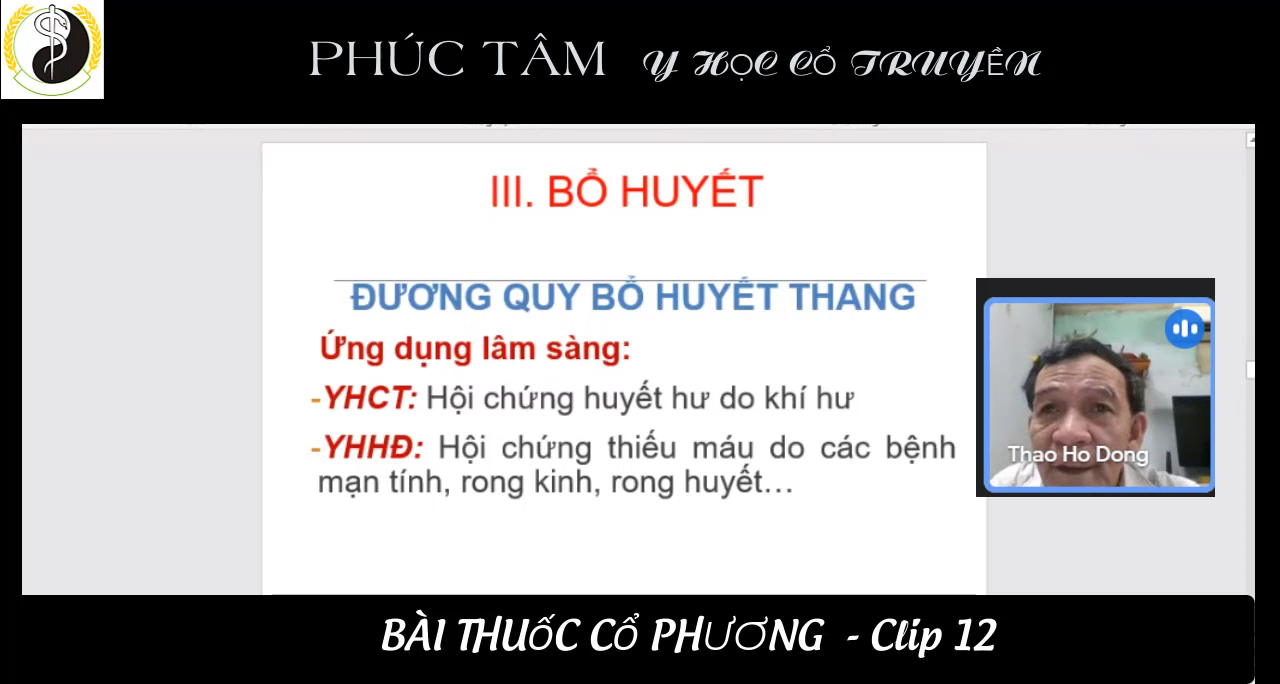 PHÚC TÂM Y HỌC CỔ TRUYỀN
III. BỔ HUYẾT
ĐƯƠNG QUY BỔ HUYẾT THANG
Ứng dụng lâm sàng:
-YHCT: Hội chứng huyết hư do khí hư
-YHHĐ: Hội chứng thiếu máu do các bệnh
mạn tính, rong kinh, rong huyết...
Thao Ho Dong
BÀI THUỐC CỔ PHƯƠNG - Clip 12